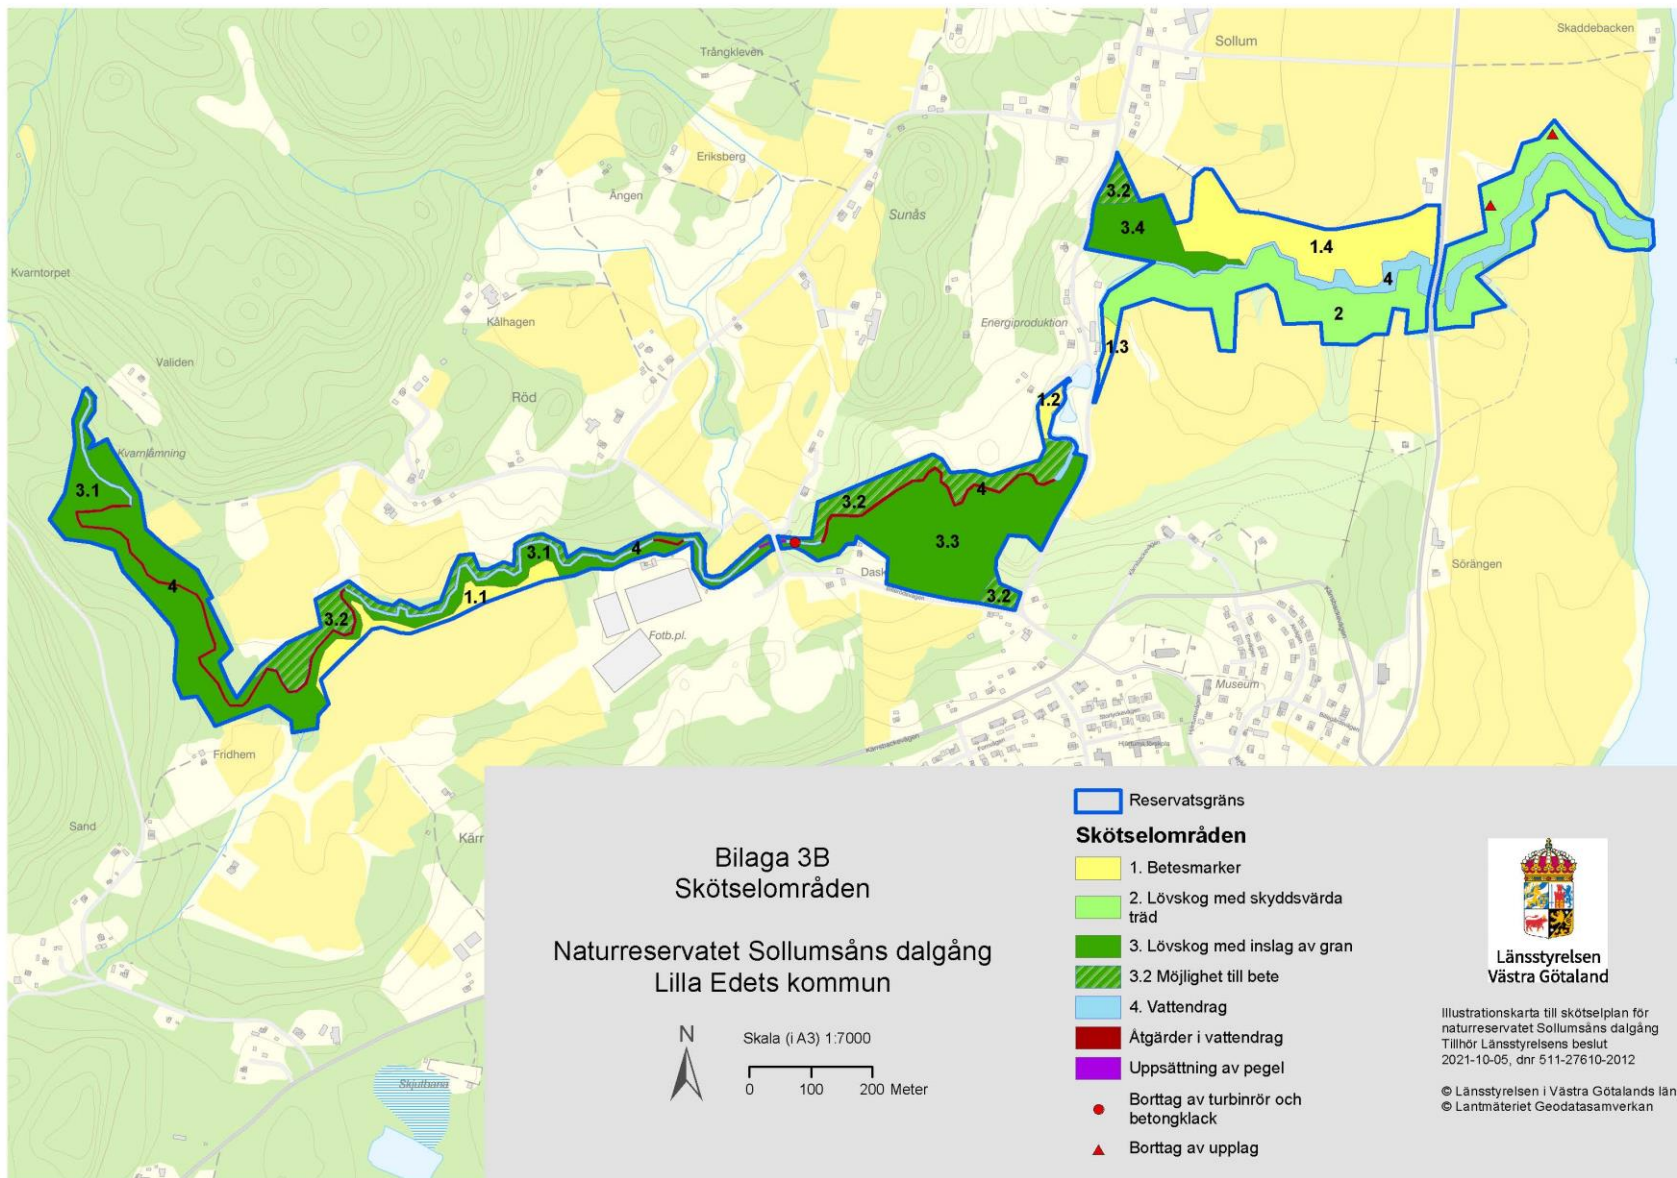 Skaddebacken
Sollum
Trångkleven
Eriksberg
Ången
Sunås
3.2
3.4
1.4
4
2
Kvarntorpet
Kålhagen
Energiproduktion
1.3
Validen
Röd
1.2
Kvarnlämning
3.1
3.2
4
3.3
3.1
4
Dask
1.1
3.2
4
3.2
Sörängen
Kärrsbackevägen
Fotb.pl.
Museum
Fridhem
Sand
Kärr
Skjutbana
Bilaga 3B
Skötselområden
Naturreservatet Sollumsåns dalgång
Lilla Edets kommun
N
Skala (i A3) 1:7000
0 100 200 Meter
Reservatsgräns
Skötselområden
1. Betesmarker
2. Lövskog med skyddsvärda
träd
3. Lövskog med inslag av gran
3.2 Möjlighet till bete
4. Vattendrag
Åtgärder i vattendrag
Uppsättning av pegel
Borttag av turbinrör och
betongklack
Borttag av upplag
Länsstyrelsen
Västra Götaland
Illustrationskarta till skötselplan för
naturreservatet Sollumsåns dalgång
Tillhör Länsstyrelsens beslut
2021-10-05, dnr 511-27610-2012
© Länsstyrelsen i Västra Götalands län
© Lantmäteriet Geodatasamverkan